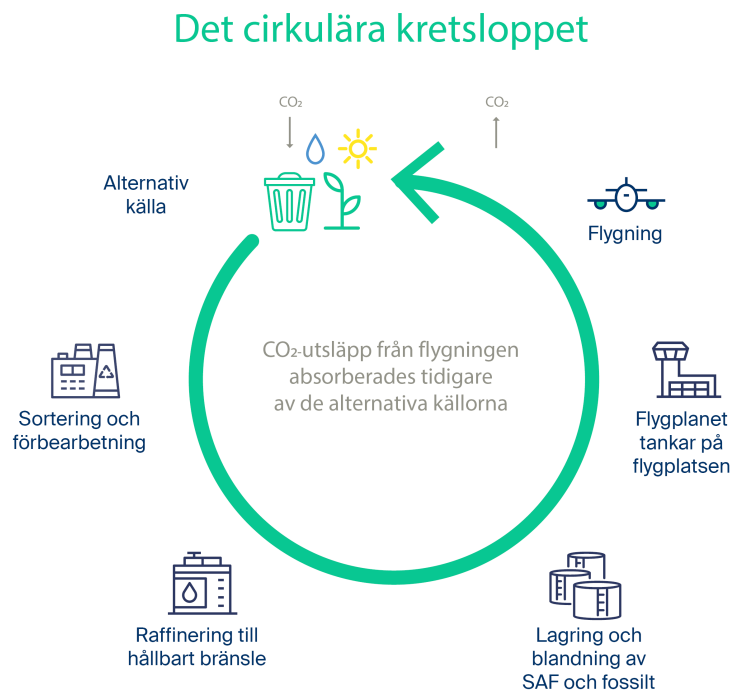 Det cirkulära kretsloppet
CO₂
CO₂
Alternativ
källa
Flygning
CO₂-utsläpp från flygningen
absorberades tidigare
av de alternativa källorna
Sortering och
förbearbetning
Flygplanet
tankar på
flygplatsen
Raffinering till
hållbart bränsle
Lagring och
blandning av
SAF och fossilt